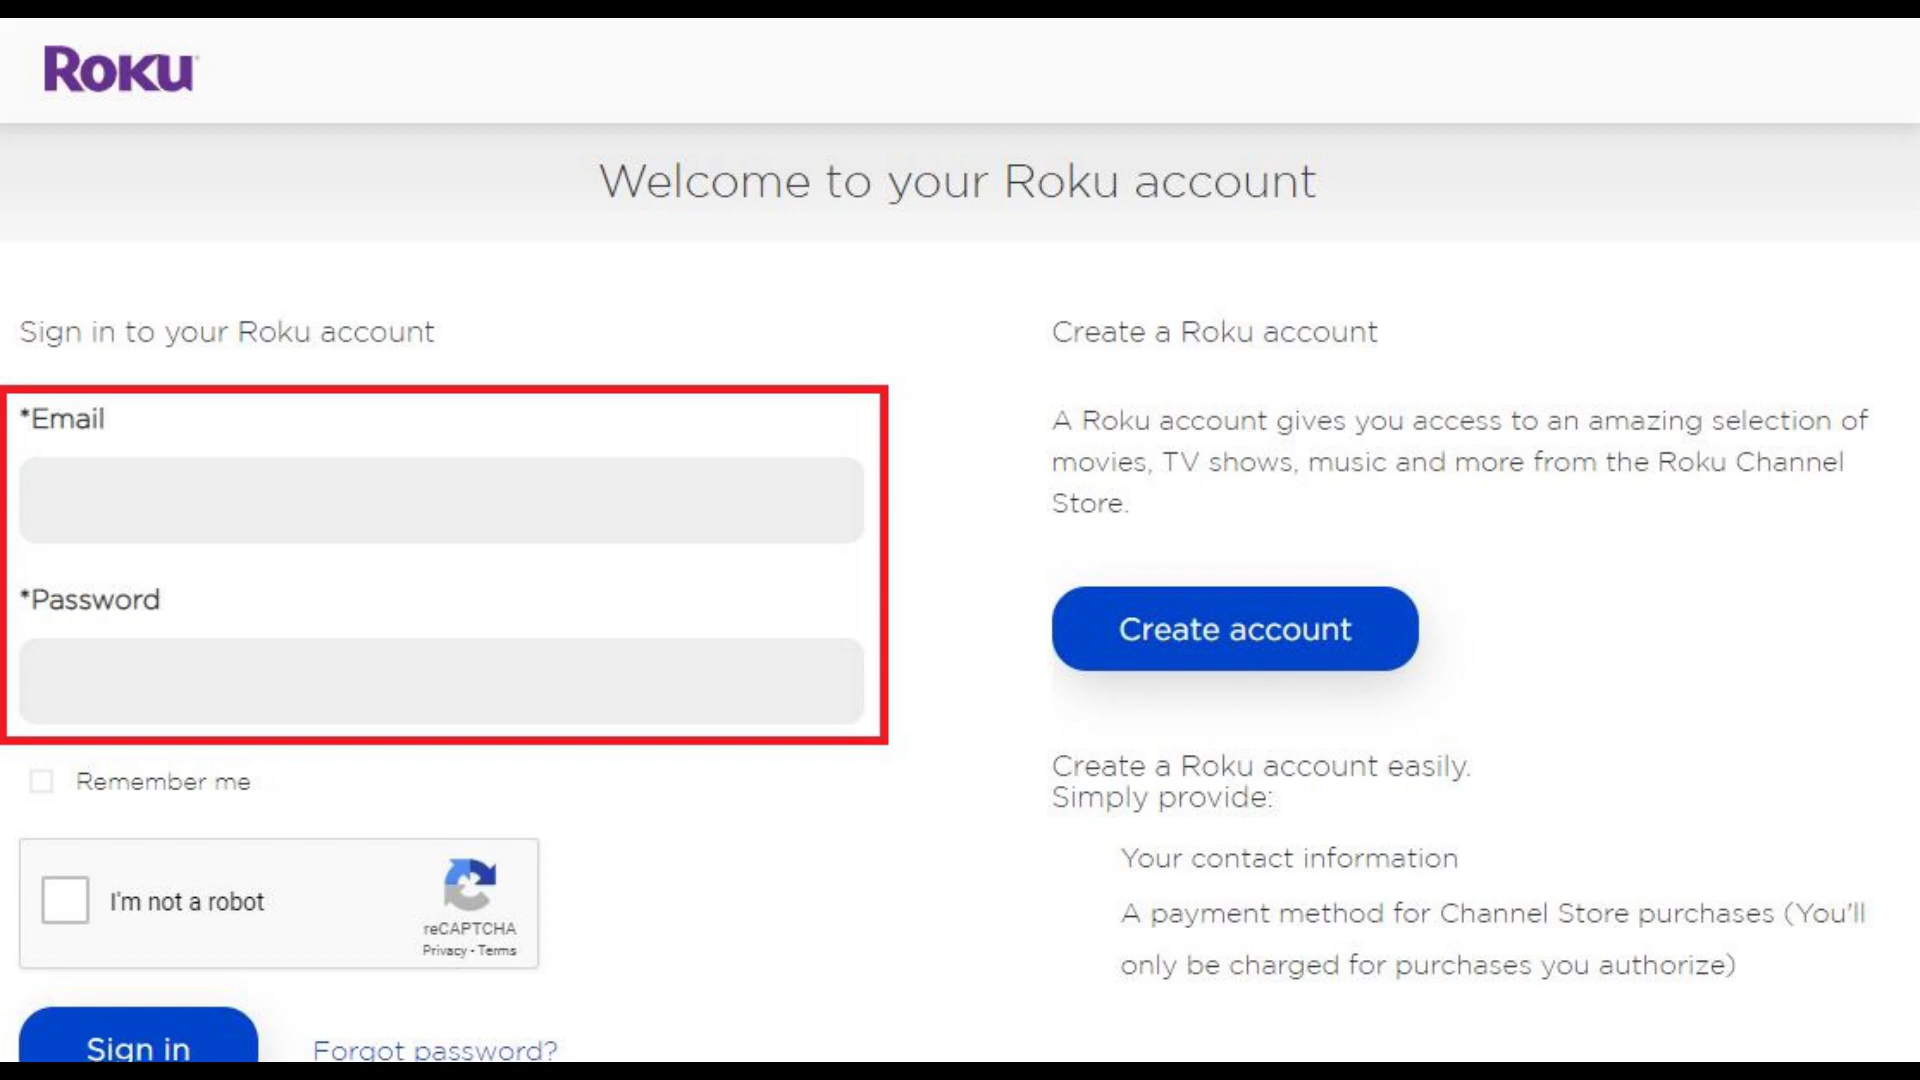 Roku
Welcome to your Roku account
Sign in to your Roku account
*Email
*Password
Remember me
I'm not a robot
reCAPTCHA
Privacy - Terms
Sign in
Forgot password?
Create a Roku account
A Roku account gives you access to an amazing selection of
movies, TV shows, music and more from the Roku Channel
Store.
Create account
Create a Roku account easily.
Simply provide:
Your contact information
A payment method for Channel Store purchases (You'll
only be charged for purchases you authorize)